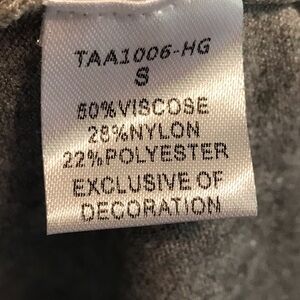 TAA1006-HG
S
50%VISCOSE
28%NYLON
22%POLYESTER
EXCLUSIVE OF
DECORATION